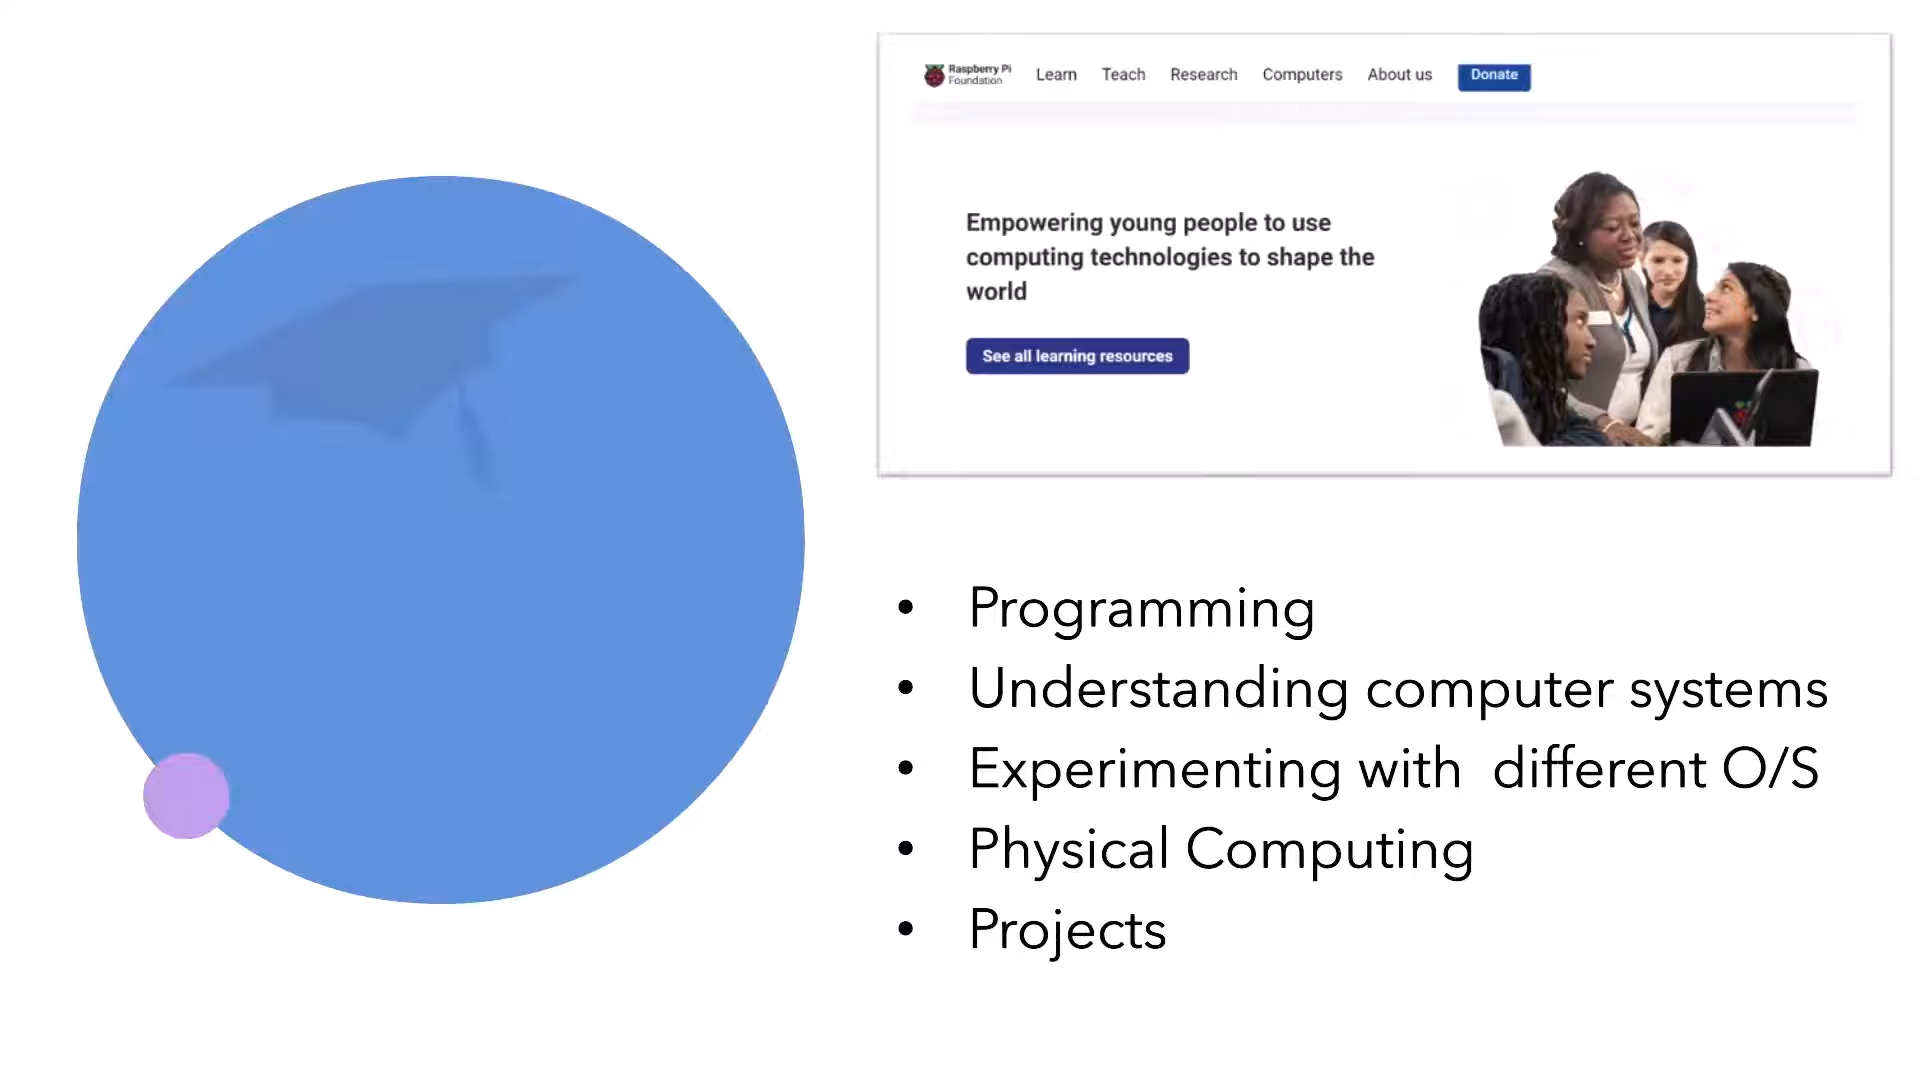 Raspberry Pi
Foundation
Learn Teach Research Computers About us Donate
Empowering young people to use
computing technologies to shape the
world
See all learning resources
• Programming
• Understanding computer systems
• Experimenting with  different O/S
• Physical Computing
• Projects